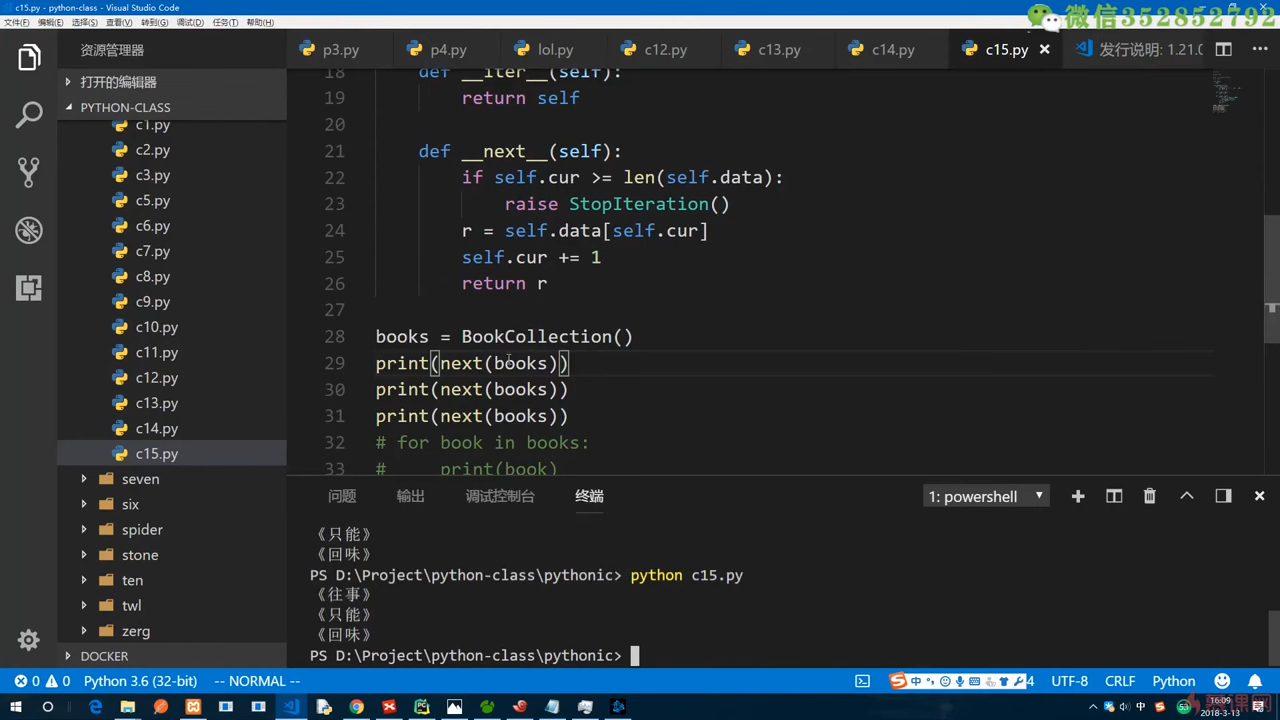 c15.py - python-class - Visual Studio Code
微信352852792
文件(F) 编辑(E) 选择(S) 查看(V) 转到(G) 调试(D) 任务(T) 帮助(H)
资源管理器
p3.py p4.py lol.py c12.py c13.py c14.py c15.py 发行说明: 1.21.0
打开的编辑器
PYTHON-CLASS
c1.py
c2.py
c3.py
c5.py
c6.py
c7.py
c8.py
c9.py
c10.py
c11.py
c12.py
c13.py
c14.py
c15.py
seven
six
spider
stone
ten
twl
zerg
DOCKER
18 def __iter__(self):
19 return self
20
21 def __next__(self):
22 if self.cur >= len(self.data):
23 raise StopIteration()
24 r = self.data[self.cur]
25 self.cur += 1
26 return r
27
28 books = BookCollection()
29 print(next(books))
30 print(next(books))
31 print(next(books))
32 # for book in books:
33 # print(book)
问题 输出 调试控制台 终端 1: powershell
《只能》
《回味》
PS D:\Project\python-class\pythonic> python c15.py
《往事》
《只能》
《回味》
PS D:\Project\python-class\pythonic>
0 0 Python 3.6 (32-bit) -- NORMAL -- 中 4 UTF-8 CRLF Python
中 16:09
2018-3-13
慕课网